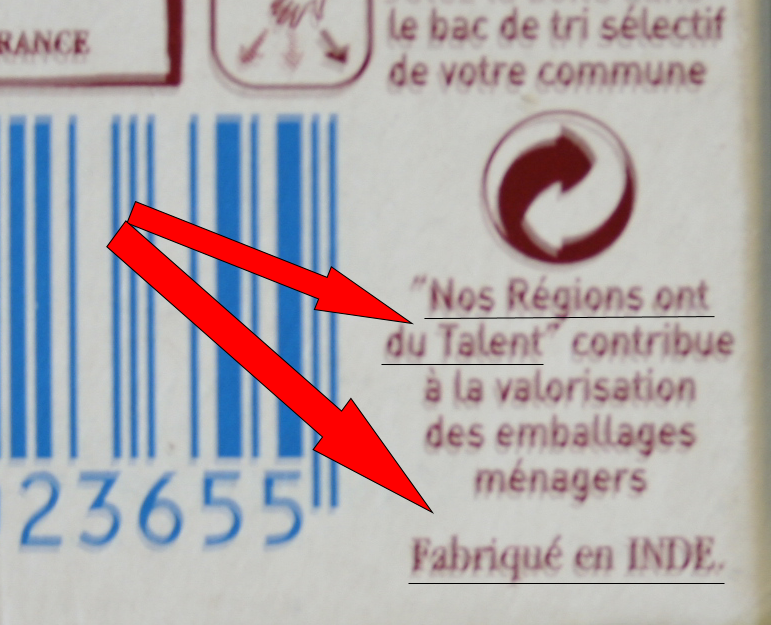 RANCE
le bac de tri sélectif
de votre commune
"Nos Régions ont
du Talent" contribue
à la valorisation
des emballages
ménagers
23655
Fabriqué en INDE.